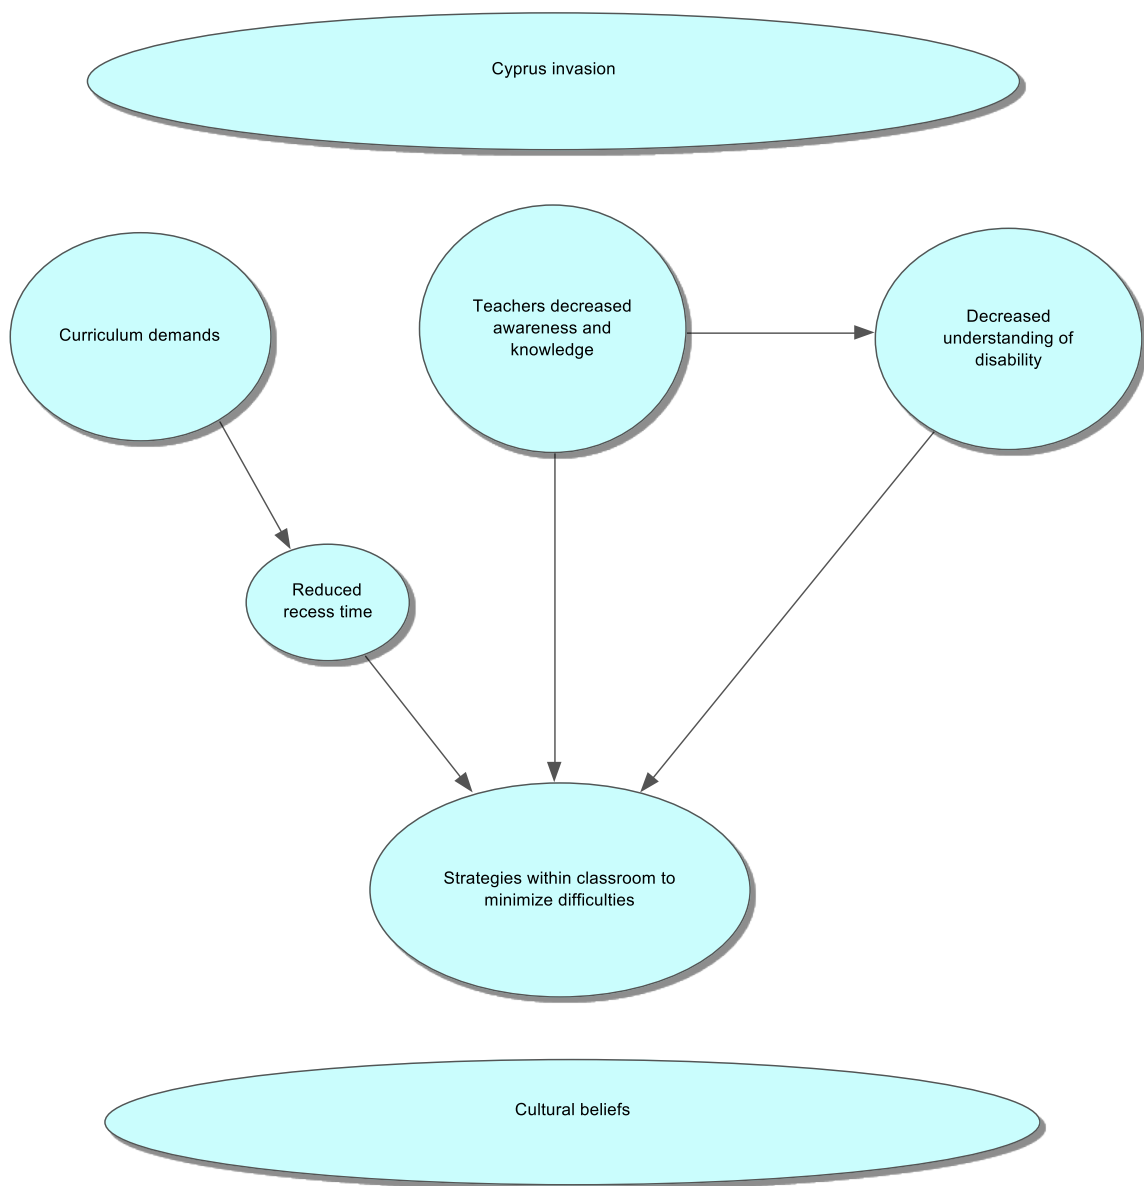 Cyprus invasion
Curriculum demands
Teachers decreased
awareness and
knowledge
Decreased
understanding of
disability
Reduced
recess time
Strategies within classroom to
minimize difficulties
Cultural beliefs